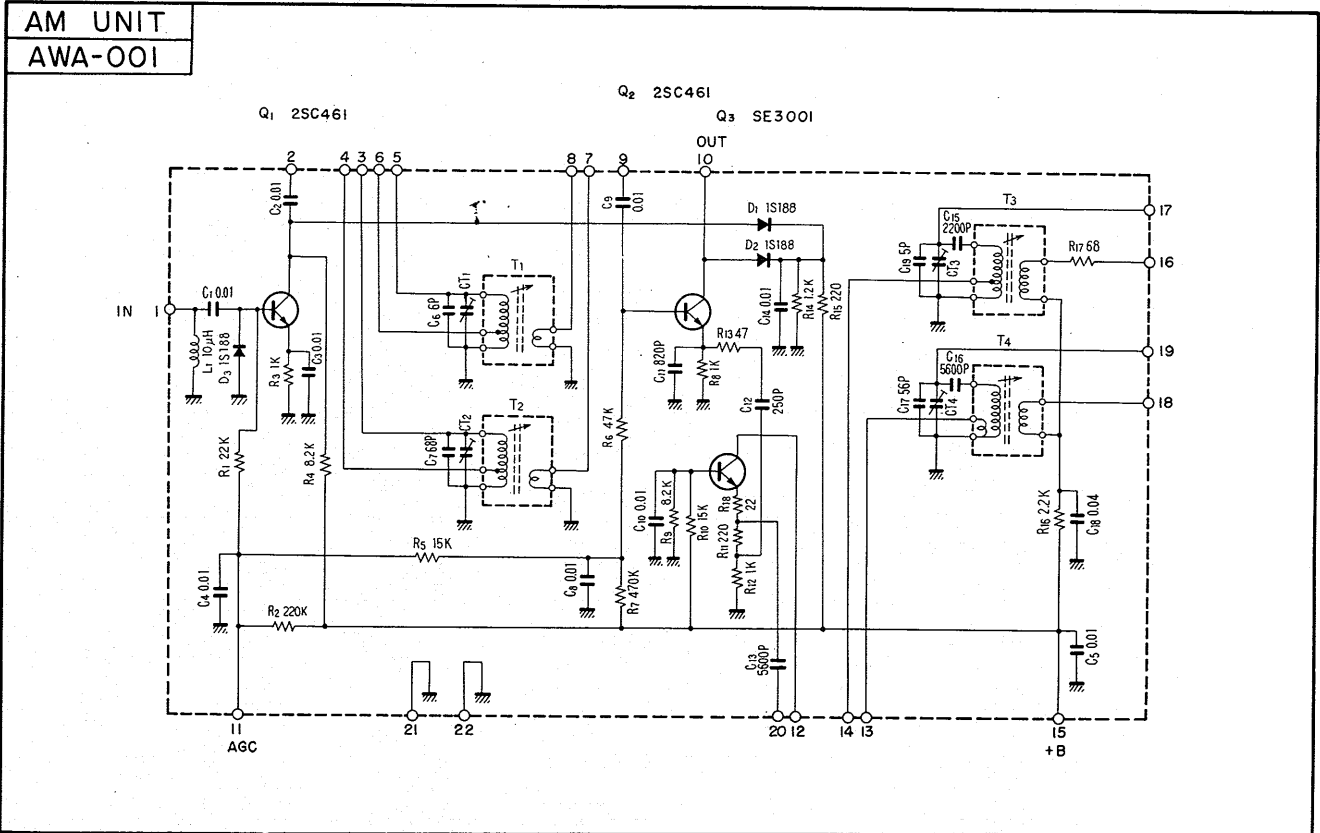 AM UNIT
AWA-001
Q1 2SC461
Q2 2SC461
Q3 SE3001
OUT
2
4
3
6
5
8
7
9
10
C2 0.01
C9 0.01
D1 1S188
D2 1S188
T3
17
C15 2200P
C19 5P
CT3
R17 68
16
IN 1
C1 0.01
L1 10μH
D3 1S188
R3 1K
C3 0.01
T1
C6 6P
CT1
C14 0.01
R14 1.2K
R15 220
R13 47
C11 820P
R8 1K
C12 250P
T4
19
C16 5600P
C17 56P
CT4
18
T2
C7 68P
CT2
R1 22K
R4 8.2K
R6 47K
C10 0.01
R9 8.2K
R10 15K
R18 22
R11 220
R12 1K
R16 2.2K
C18 0.04
R5 15K
C4 0.01
C8 0.01
R7 470K
R2 220K
C13 5600P
C5 0.01
11
AGC
21
22
20
12
14
13
15
+B